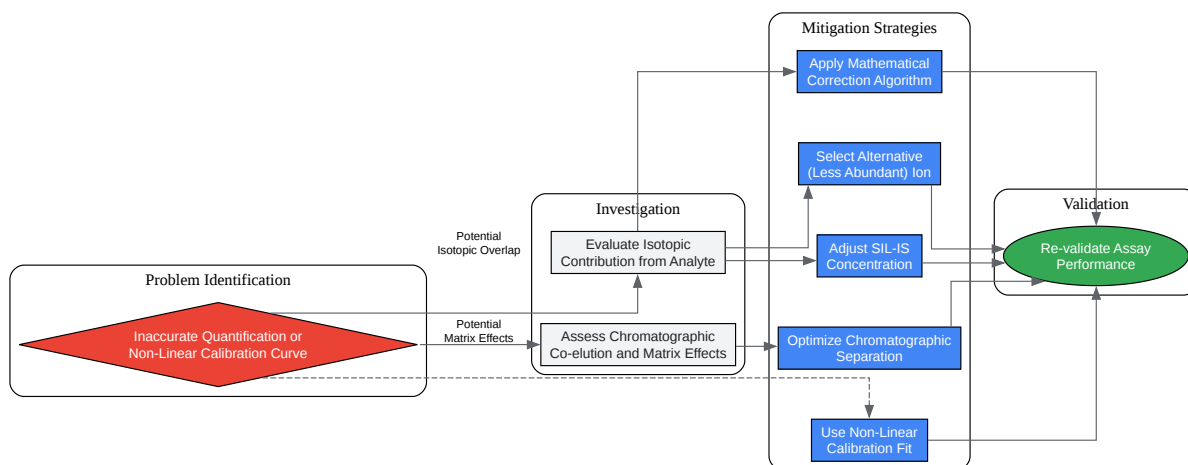 Problem Identification
Inaccurate Quantification or
Non-Linear Calibration Curve
Potential
Isotopic Overlap
Potential
Matrix Effects
Investigation
Evaluate Isotopic
Contribution from Analyte
Assess Chromatographic
Co-elution and Matrix Effects
Mitigation Strategies
Apply Mathematical
Correction Algorithm
Select Alternative
(Less Abundant) Ion
Adjust SIL-IS
Concentration
Optimize Chromatographic
Separation
Use Non-Linear
Calibration Fit
Validation
Re-validate Assay
Performance